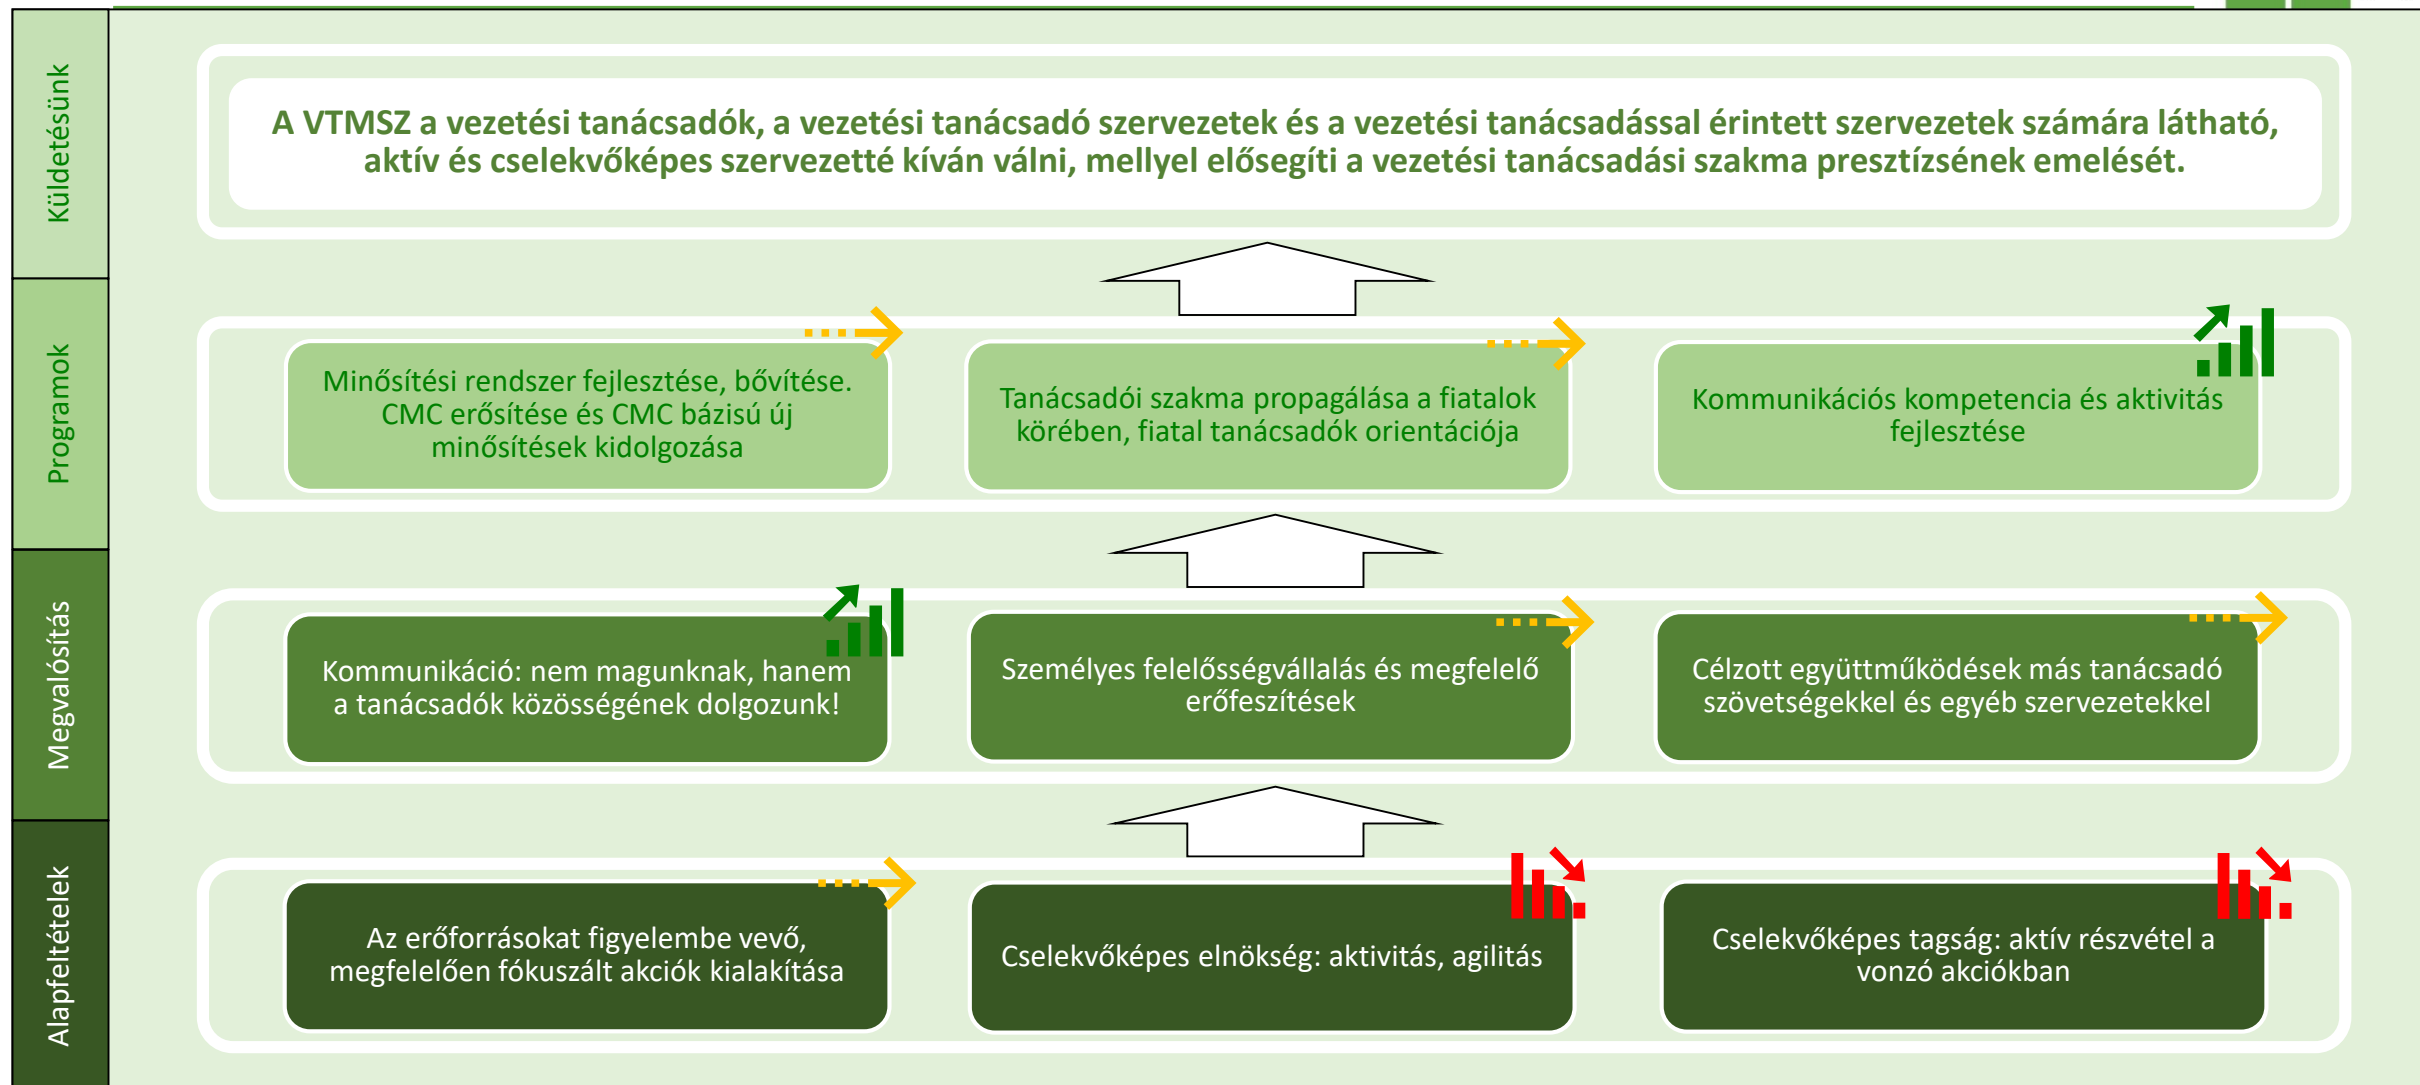 Küldetésünk
A VTMSZ a vezetési tanácsadók, a vezetési tanácsadó szervezetek és a vezetési tanácsadással érintett szervezetek számára látható,
aktív és cselekvőképes szervezetté kíván válni, mellyel elősegíti a vezetési tanácsadási szakma presztízsének emelését.
Programok
Minősítési rendszer fejlesztése, bővítése.
CMC erősítése és CMC bázisú új
minősítések kidolgozása
Tanácsadói szakma propagálása a fiatalok
körében, fiatal tanácsadók orientációja
Kommunikációs kompetencia és aktivitás
fejlesztése
Megvalósítás
Kommunikáció: nem magunknak, hanem
a tanácsadók közösségének dolgozunk!
Személyes felelősségvállalás és megfelelő
erőfeszítések
Célzott együttműködések más tanácsadó
szövetségekkel és egyéb szervezetekkel
Alapfeltételek
Az erőforrásokat figyelembe vevő,
megfelelően fókuszált akciók kialakítása
Cselekvőképes elnökség: aktivitás, agilitás
Cselekvőképes tagság: aktív részvétel a
vonzó akciókban